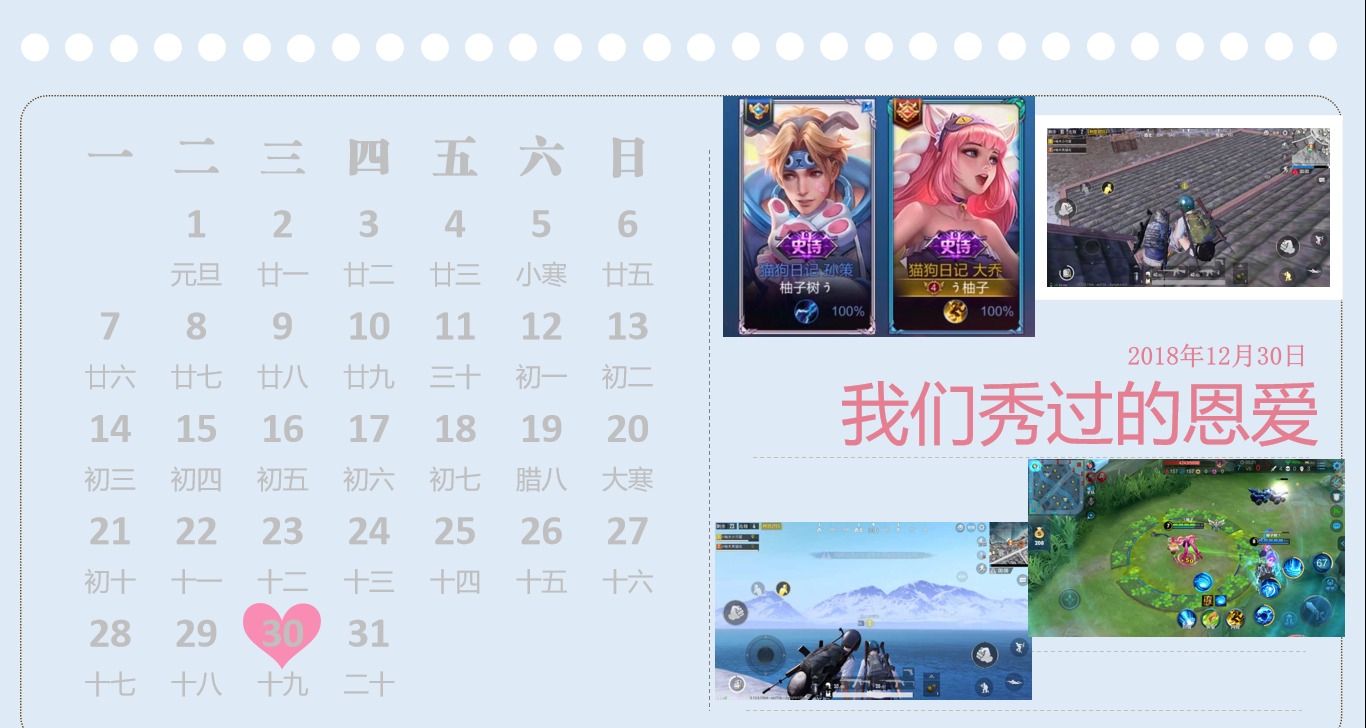 一 二 三 四 五 六 日
1 2 3 4 5 6
元旦 廿一 廿二 廿三 小寒 廿五
7 8 9 10 11 12 13
廿六 廿七 廿八 廿九 三十 初一 初二
14 15 16 17 18 19 20
初三 初四 初五 初六 初七 腊八 大寒
21 22 23 24 25 26 27
初十 十一 十二 十三 十四 十五 十六
28 29 30 31
十七 十八 十九 二十
史诗 史诗
猫狗日记 孙策 猫狗日记 大乔
柚子树う 4 う柚子
100% 100%
2018年12月30日
我们秀过的恩爱
208
67